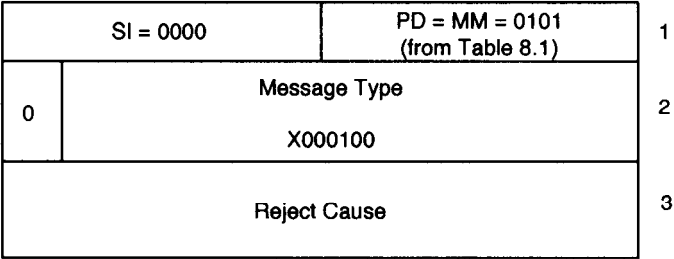 SI = 0000
PD = MM = 0101
(from Table 8.1)
1
0
Message Type
X000100
2
Reject Cause
3